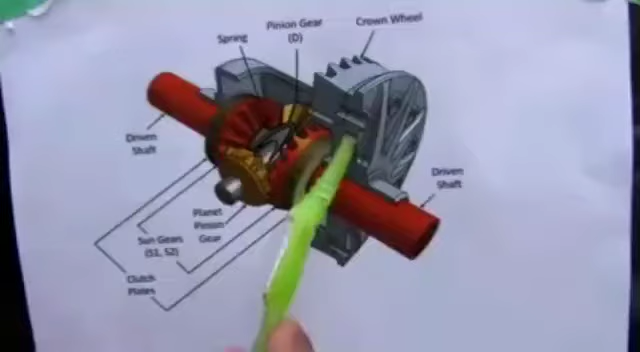 Pinion Gear
(D)
Crown Wheel
Spring
Driven
Shaft
Driven
Shaft
Planet
Pinion
Gear
Sun Gears
(S1, S2)
Clutch
Plates